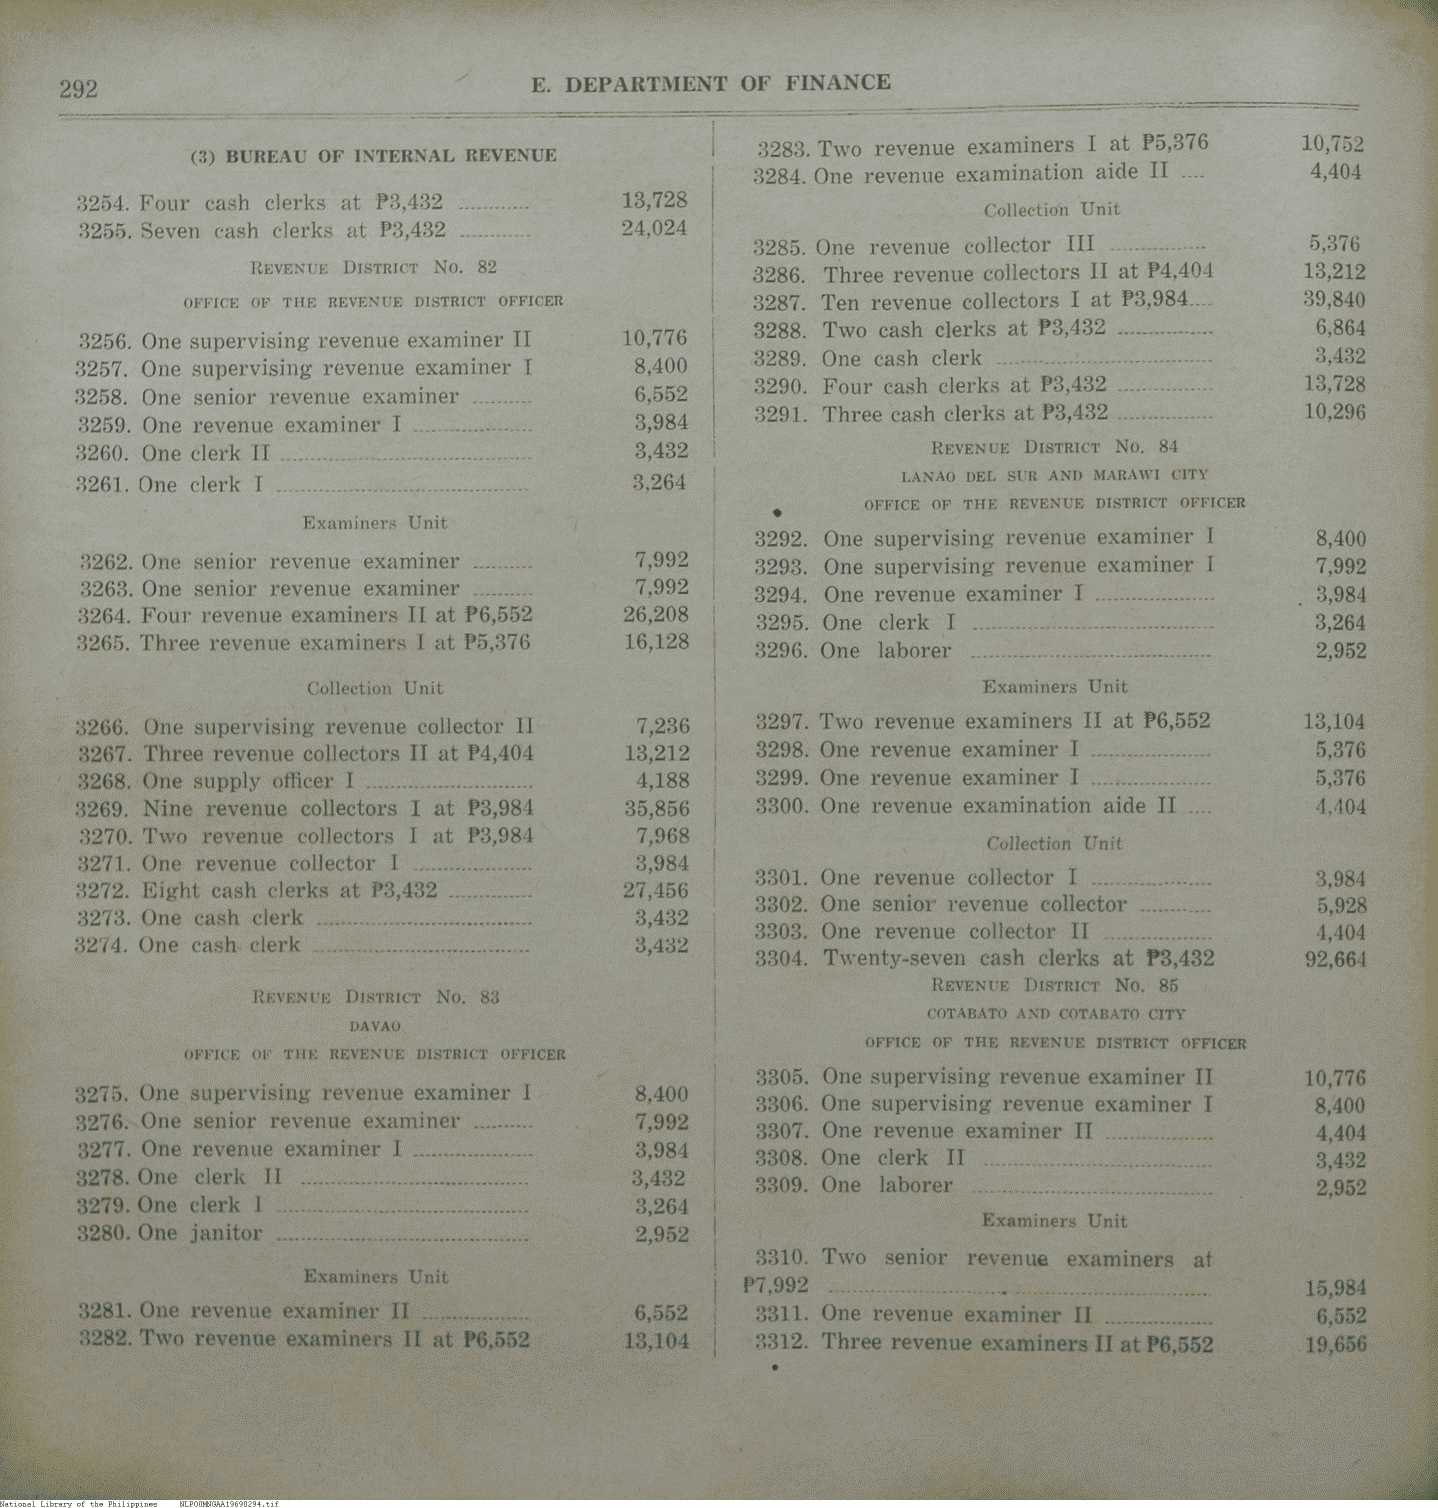 292
E. DEPARTMENT OF FINANCE
(3) BUREAU OF INTERNAL REVENUE
3254. Four cash clerks at ₱3,432 ............ 13,728
3255. Seven cash clerks at ₱3,432 ............ 24,024
REVENUE DISTRICT NO. 82
OFFICE OF THE REVENUE DISTRICT OFFICER
3256. One supervising revenue examiner II 10,776
3257. One supervising revenue examiner I 8,400
3258. One senior revenue examiner .......... 6,552
3259. One revenue examiner I .................... 3,984
3260. One clerk II .......................................... 3,432
3261. One clerk I .......................................... 3,264
Examiners Unit
3262. One senior revenue examiner .......... 7,992
3263. One senior revenue examiner .......... 7,992
3264. Four revenue examiners II at ₱6,552 26,208
3265. Three revenue examiners I at ₱5,376 16,128
Collection Unit
3266. One supervising revenue collector II 7,236
3267. Three revenue collectors II at ₱4,404 13,212
3268. One supply officer I ............................ 4,188
3269. Nine revenue collectors I at ₱3,984 35,856
3270. Two revenue collectors I at ₱3,984 7,968
3271. One revenue collector I .................... 3,984
3272. Eight cash clerks at ₱3,432 .............. 27,456
3273. One cash clerk .................................... 3,432
3274. One cash clerk .................................... 3,432
REVENUE DISTRICT NO. 83
DAVAO
OFFICE OF THE REVENUE DISTRICT OFFICER
3275. One supervising revenue examiner I 8,400
3276. One senior revenue examiner .......... 7,992
3277. One revenue examiner I .................... 3,984
3278. One clerk II ...................................... 3,432
3279. One clerk I .......................................... 3,264
3280. One janitor .......................................... 2,952
Examiners Unit
3281. One revenue examiner II .................. 6,552
3282. Two revenue examiners II at ₱6,552 13,104
3283. Two revenue examiners I at ₱5,376 10,752
3284. One revenue examination aide II .... 4,404
Collection Unit
3285. One revenue collector III ................ 5,376
3286. Three revenue collectors II at ₱4,404 13,212
3287. Ten revenue collectors I at ₱3,984.... 39,840
3288. Two cash clerks at ₱3,432 ................ 6,864
3289. One cash clerk .................................... 3,432
3290. Four cash clerks at ₱3,432 ................ 13,728
3291. Three cash clerks at ₱3,432 ................ 10,296
REVENUE DISTRICT NO. 84
LANAO DEL SUR AND MARAWI CITY
OFFICE OF THE REVENUE DISTRICT OFFICER
3292. One supervising revenue examiner I 8,400
3293. One supervising revenue examiner I 7,992
3294. One revenue examiner I .................... 3,984
3295. One clerk I ........................................ 3,264
3296. One laborer ........................................ 2,952
Examiners Unit
3297. Two revenue examiners II at ₱6,552 13,104
3298. One revenue examiner I .................... 5,376
3299. One revenue examiner I .................... 5,376
3300. One revenue examination aide II .... 4,404
Collection Unit
3301. One revenue collector I .................... 3,984
3302. One senior revenue collector ............ 5,928
3303. One revenue collector II .................. 4,404
3304. Twenty-seven cash clerks at ₱3,432 92,664
REVENUE DISTRICT NO. 85
COTABATO AND COTABATO CITY
OFFICE OF THE REVENUE DISTRICT OFFICER
3305. One supervising revenue examiner II 10,776
3306. One supervising revenue examiner I 8,400
3307. One revenue examiner II .................. 4,404
3308. One clerk II ...................................... 3,432
3309. One laborer ........................................ 2,952
Examiners Unit
3310. Two senior revenue examiners at
₱7,992 ................................................................ 15,984
3311. One revenue examiner II .................. 6,552
3312. Three revenue examiners II at ₱6,552 19,656
National Library of the Philippines NLPO0MNGAA19690294.tif